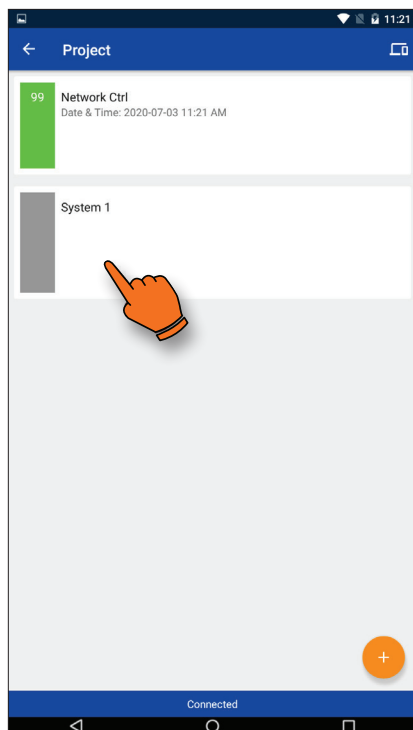 11:21
Project
99 Network Ctrl
Date & Time: 2020-07-03 11:21 AM
System 1
+
Connected